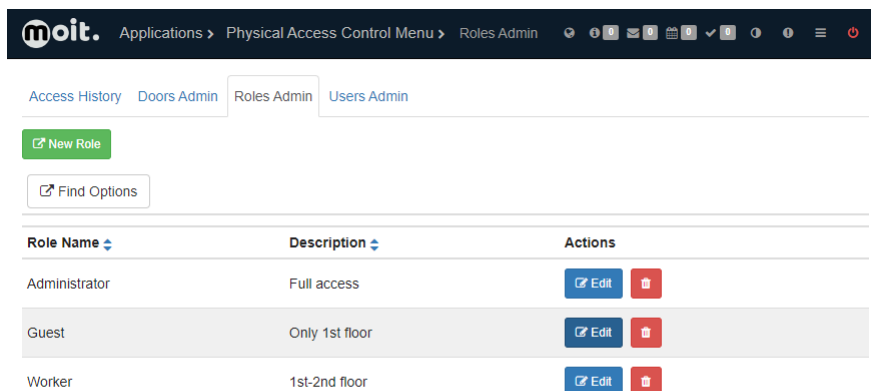 moit. Applications > Physical Access Control Menu > Roles Admin 0 0 0 0
Access History Doors Admin Roles Admin Users Admin
New Role
Find Options
Role Name Description Actions
Administrator Full access Edit
Guest Only 1st floor Edit
Worker 1st-2nd floor Edit